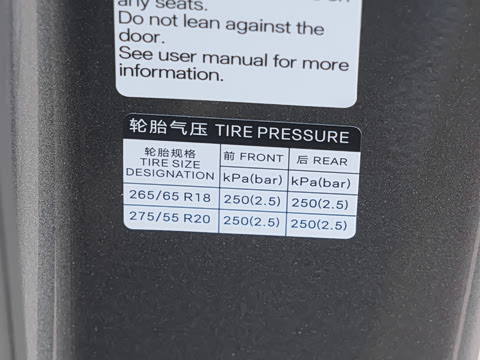 any seats.
Do not lean against the
door.
See user manual for more
information.
轮胎气压 TIRE PRESSURE
轮胎规格 TIRE SIZE DESIGNATION 前 FRONT 后 REAR
kPa(bar) kPa(bar)
265/65 R18 250(2.5) 250(2.5)
275/55 R20 250(2.5) 250(2.5)